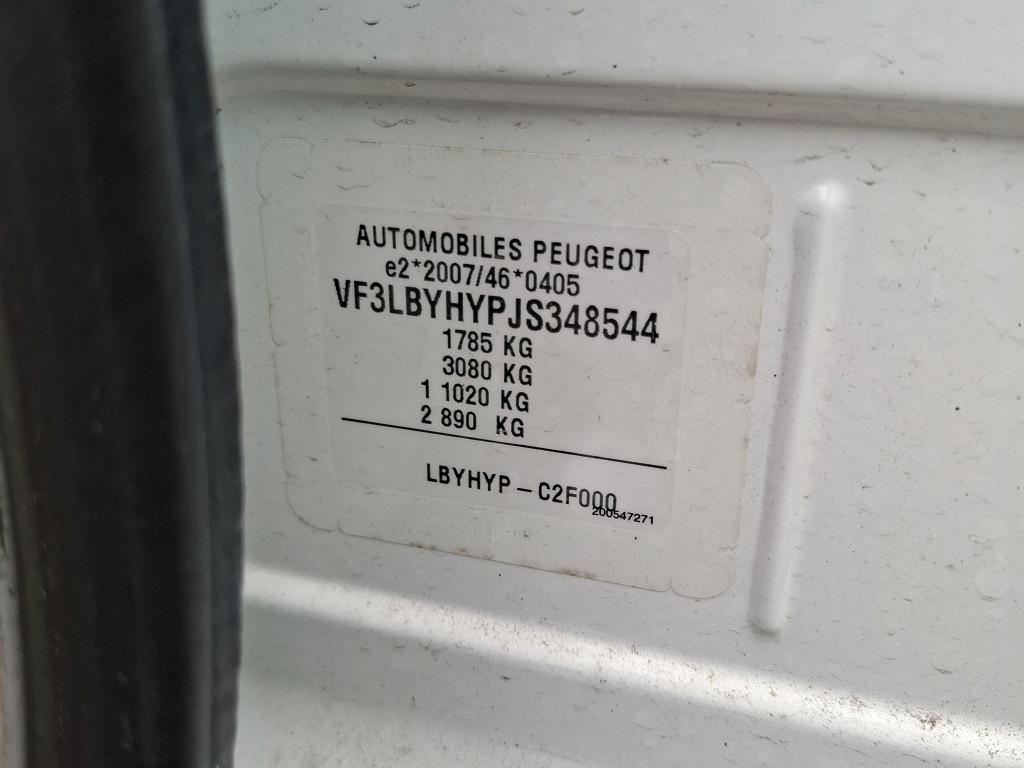 AUTOMOBILES PEUGEOT
e2*2007/46*0405
VF3LBYHYPJS348544
1785 KG
3080 KG
1 1020 KG
2 890 KG
LBYHYP - C2F000
200547271